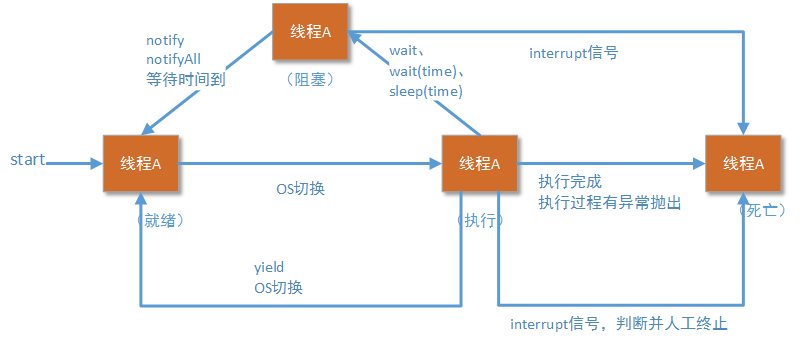 线程A
notify
notifyAll
等待时间到
（阻塞）
wait、
wait(time)、
sleep(time)
interrupt信号
start
线程A
（就绪）
OS切换
线程A
（执行）
执行完成
执行过程有异常抛出
线程A
（死亡）
yield
OS切换
interrupt信号，判断并人工终止